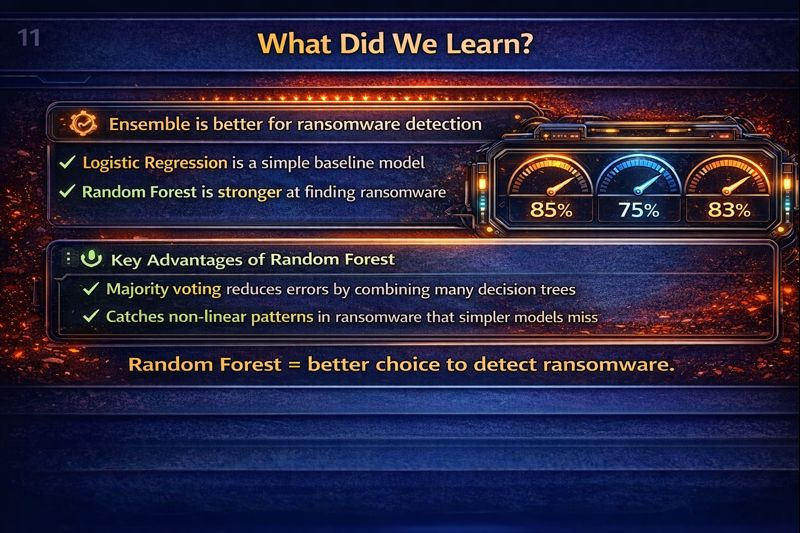 11
What Did We Learn?
Ensemble is better for ransomware detection
Logistic Regression is a simple baseline model
Random Forest is stronger at finding ransomware
85%
75%
83%
Key Advantages of Random Forest
Majority voting reduces errors by combining many decision trees
Catches non-linear patterns in ransomware that simpler models miss
Random Forest = better choice to detect ransomware.